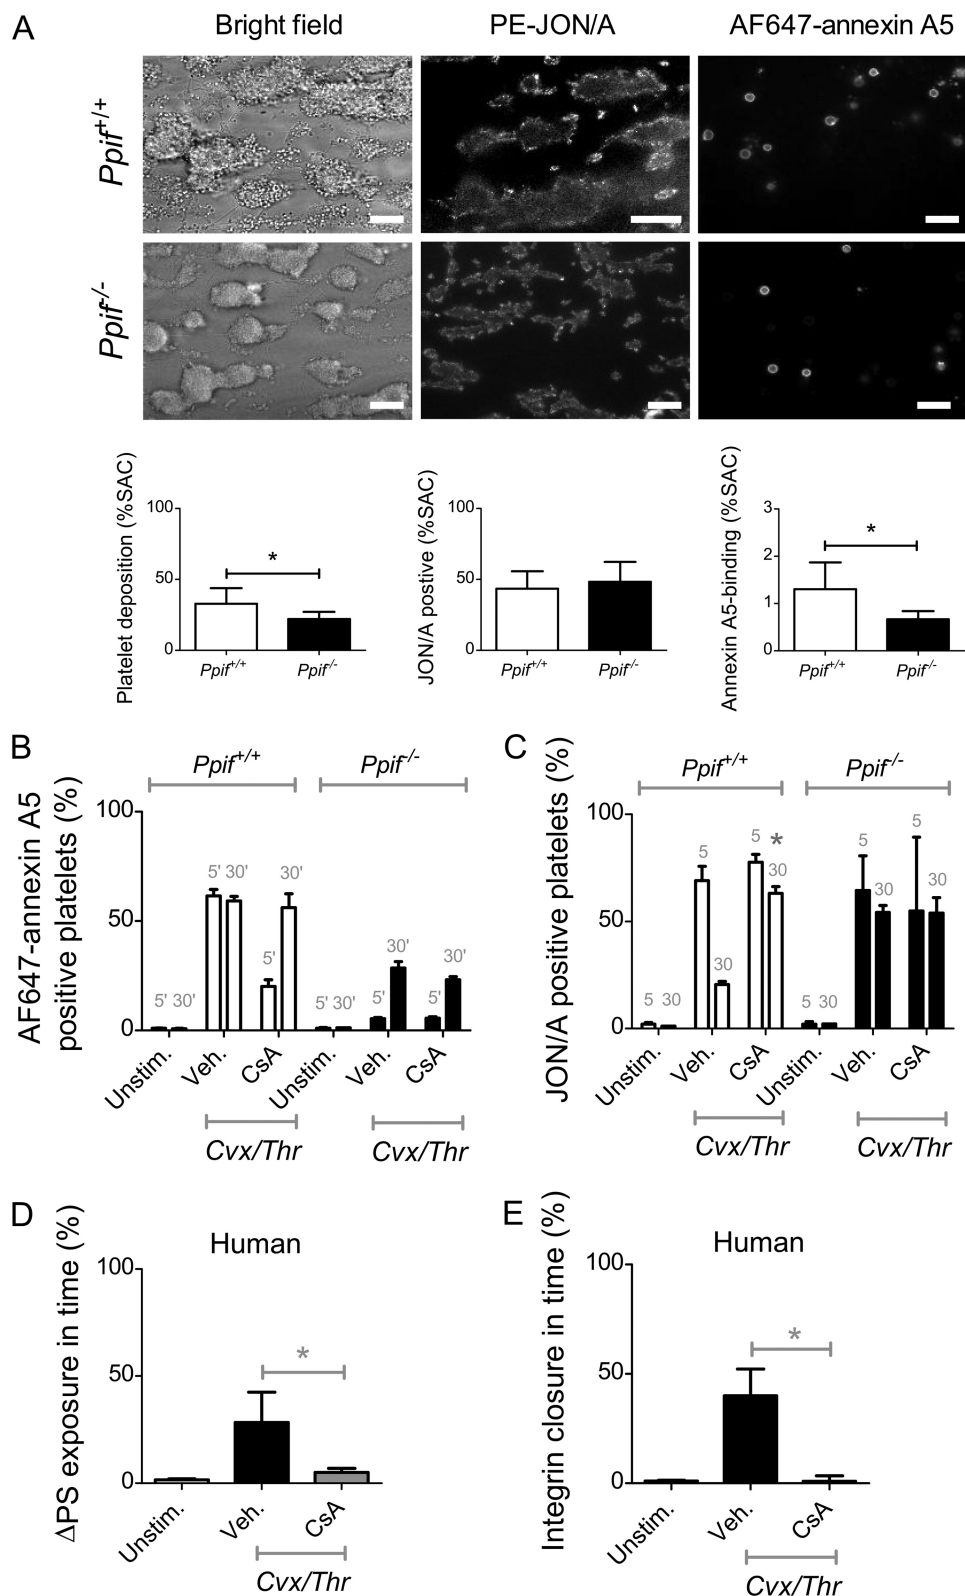 A
Bright field
PE-JON/A
AF647-annexin A5
Ppif+/+
Ppif-/-
Platelet deposition (%SAC)
100
50
0
*
Ppif+/+
Ppif-/-
JON/A postive (%SAC)
100
50
0
Ppif+/+
Ppif-/-
Annexin A5-binding (%SAC)
3
2
1
0
*
Ppif+/+
Ppif-/-
B
AF647-annexin A5
positive platelets (%)
Ppif+/+
Ppif-/-
100
50
0
5' 30'
5' 30'
5' 30'
5' 30'
5' 30'
5' 30'
Unstim.
Veh.
CsA
Unstim.
Veh.
CsA
Cvx/Thr
Cvx/Thr
C
JON/A positive platelets (%)
Ppif+/+
Ppif-/-
100
50
0
5 30
5 30
5 30
*
5 30
5 30
5 30
Unstim.
Veh.
CsA
Unstim.
Veh.
CsA
Cvx/Thr
Cvx/Thr
D
ΔPS exposure in time (%)
Human
100
50
0
*
Unstim.
Veh.
CsA
Cvx/Thr
E
Integrin closure in time (%)
Human
100
50
0
*
Unstim.
Veh.
CsA
Cvx/Thr